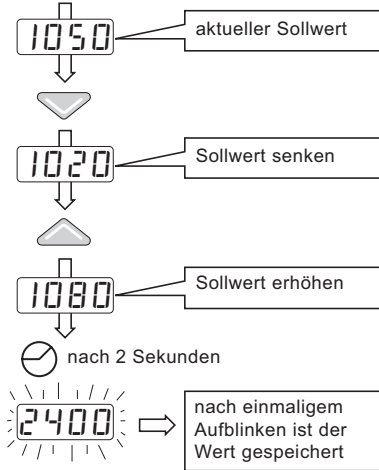 1050
aktueller Sollwert
1020
Sollwert senken
1080
Sollwert erhöhen
nach 2 Sekunden
2400
nach einmaligem
Aufblinken ist der
Wert gespeichert